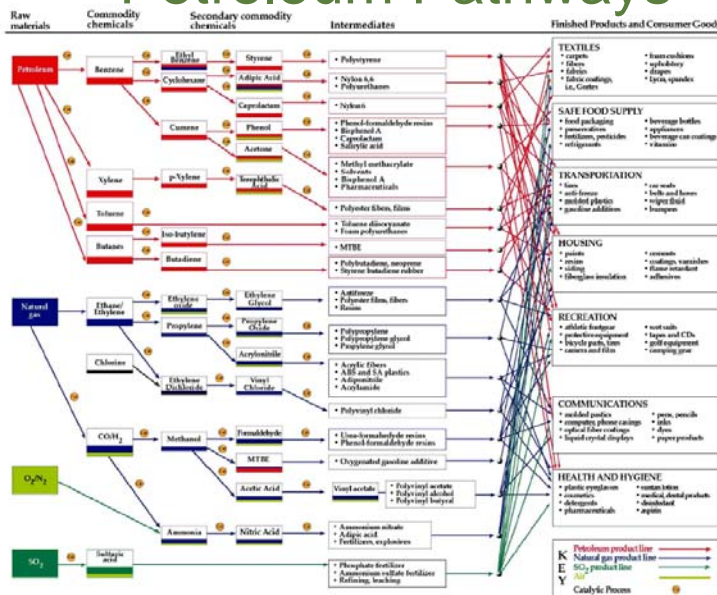 Petroleum Pathways
Raw materials
Commodity chemicals
Secondary commodity chemicals
Intermediates
Finished Products and Consumer Goods
Petroleum
Benzene
Ethyl Benzene
Styrene
• Polystyrene
Cyclohexane
Adipic Acid
• Nylon 6,6
• Polyurethanes
Caprolactam
• Nylon 6
Cumene
Phenol
• Phenol-formaldehyde resins
• Bisphenol A
• Caprolactam
• Salicylic acid
Acetone
• Methyl methacrylate
• Solvents
• Bisphenol A
• Pharmaceuticals
Xylene
p-Xylene
Terephthalic Acid
• Polyester fibers, films
Toluene
• Toluene diisocyanate
• Foam polyurethanes
Butanes
Iso-butylene
• MTBE
Butadiene
• Polybutadiene, neoprene
• Styrene butadiene rubber
Natural gas
Ethane/ Ethylene
Ethylene oxide
Ethylene Glycol
• Antifreeze
• Polyester films, fibers
• Resins
Propylene
Propylene Oxide
• Polypropylene
• Polypropylene glycol
• Propylene glycol
Acrylonitrile
• Acrylic fibers
• ABS and SA plastics
• Adiponitrile
• Acrylamide
Chlorine
Ethylene Dichloride
Vinyl Chloride
• Polyvinyl chloride
CO/H2
Methanol
Formaldehyde
• Urea-formaldehyde resins
• Phenol-formaldehyde resins
MTBE
• Oxygenated gasoline additive
Acetic Acid
Vinyl acetate
• Polyvinyl acetate
• Polyvinyl alcohol
• Polyvinyl butyral
O2/N2
Ammonia
Nitric Acid
• Ammonium nitrate
• Adipic acid
• Fertilizers, explosives
SO2
Sulfuric acid
• Phosphate fertilizer
• Ammonium sulfate fertilizer
• Refining, leaching
TEXTILES
• carpets
• fibers
• fabrics
• fabric coatings, i.e., Gortex
• foam cushions
• upholstery
• drapes
• Lycra, spandex
SAFE FOOD SUPPLY
• food packaging
• preservatives
• fertilizers, pesticides
• refrigerants
• beverage bottles
• appliances
• beverage can coatings
• vitamins
TRANSPORTATION
• tires
• anti-freeze
• molded plastics
• gasoline additives
• car seats
• belts and hoses
• wiper fluid
• bumpers
HOUSING
• paints
• resins
• siding
• fiberglass insulation
• cements
• coatings, varnishes
• flame retardant
• adhesives
RECREATION
• athletic footgear
• protection equipment
• bicycle parts, tires
• camera and film
• wet suits
• tapes and CDs
• golf equipment
• camping gear
COMMUNICATIONS
• molded plastics
• computer, phone casings
• optical fiber coatings
• liquid crystal displays
• pens, pencils
• inks
• dyes
• paper products
HEALTH AND HYGIENE
• plastic eyeglasses
• cosmetics
• detergents
• pharmaceuticals
• suntan lotion
• medical, dental products
• disinfectant
• aspirin
KEY
Petroleum product line
Natural gas product line
SO2 product line
Air
Catalytic Process